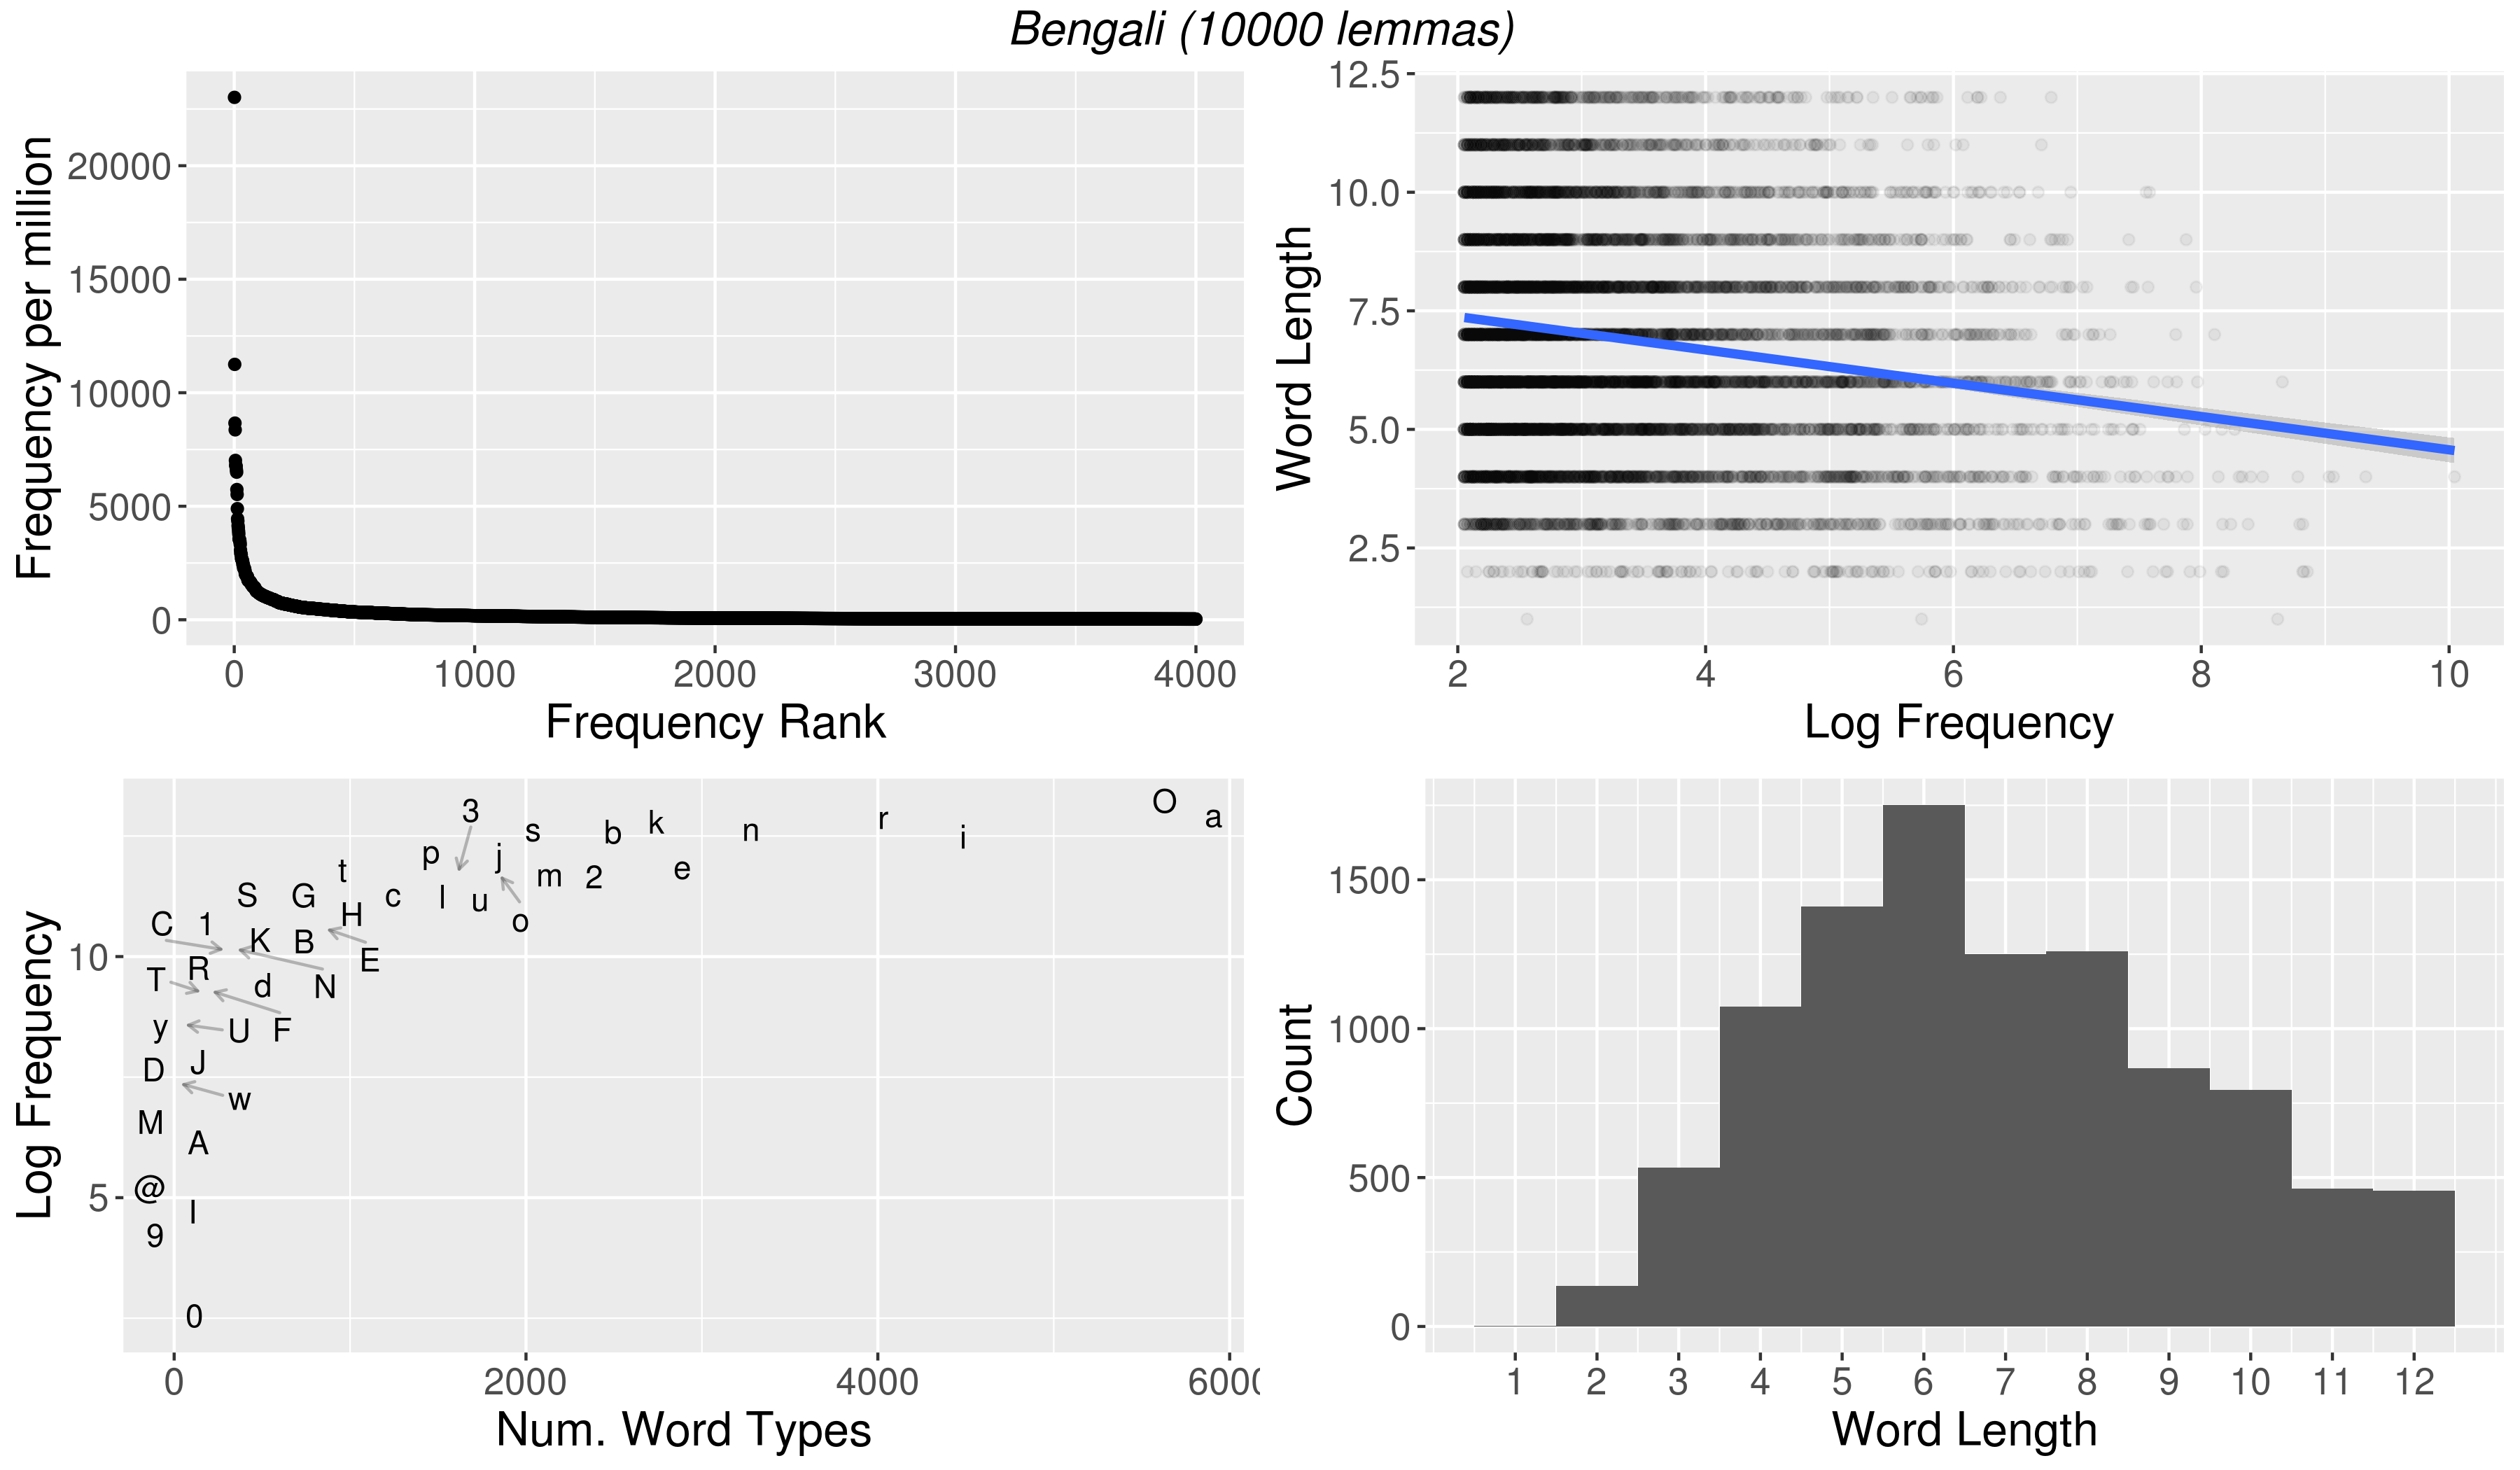 Bengali (10000 lemmas)
Frequency per million
20000
15000
10000
5000
0
0 1000 2000 3000 4000
Frequency Rank
Word Length
12.5
10.0
7.5
5.0
2.5
2 4 6 8 10
Log Frequency
Log Frequency
10
5
O
3 s b k n r i a
p j
t m 2 e
S G c l u
C 1 H o
K B
E
T R d N
y U F
D J
w
M
A
@
I
9
0
0 2000 4000 6000
Num. Word Types
Count
1500
1000
500
0
1 2 3 4 5 6 7 8 9 10 11 12
Word Length